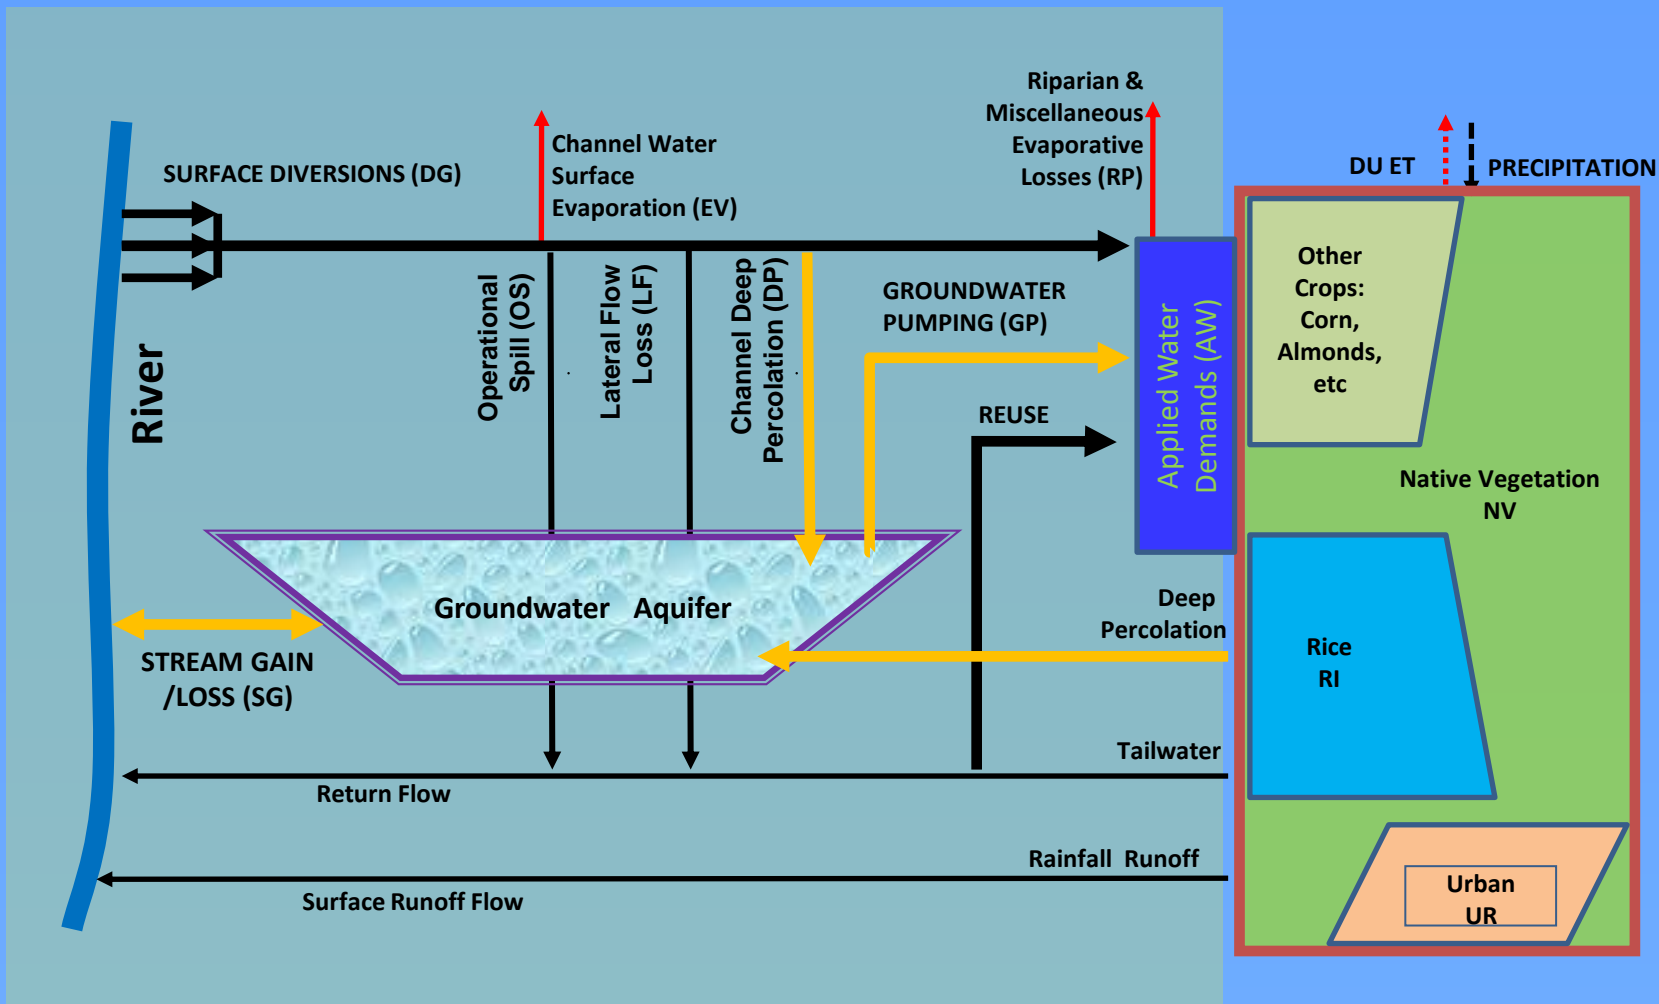 Riparian &
Miscellaneous
Evaporative
Losses (RP)
Channel Water
Surface
Evaporation (EV)
SURFACE DIVERSIONS (DG)
DU ET
PRECIPITATION
River
Operational
Spill (OS)
Lateral Flow
Loss (LF)
Channel Deep
Percolation (DP)
GROUNDWATER
PUMPING (GP)
REUSE
Applied Water
Demands (AW)
Other
Crops:
Corn,
Almonds,
etc
Native Vegetation
NV
Groundwater Aquifer
STREAM GAIN
/LOSS (SG)
Deep
Percolation
Rice
RI
Tailwater
Return Flow
Rainfall Runoff
Surface Runoff Flow
Urban
UR